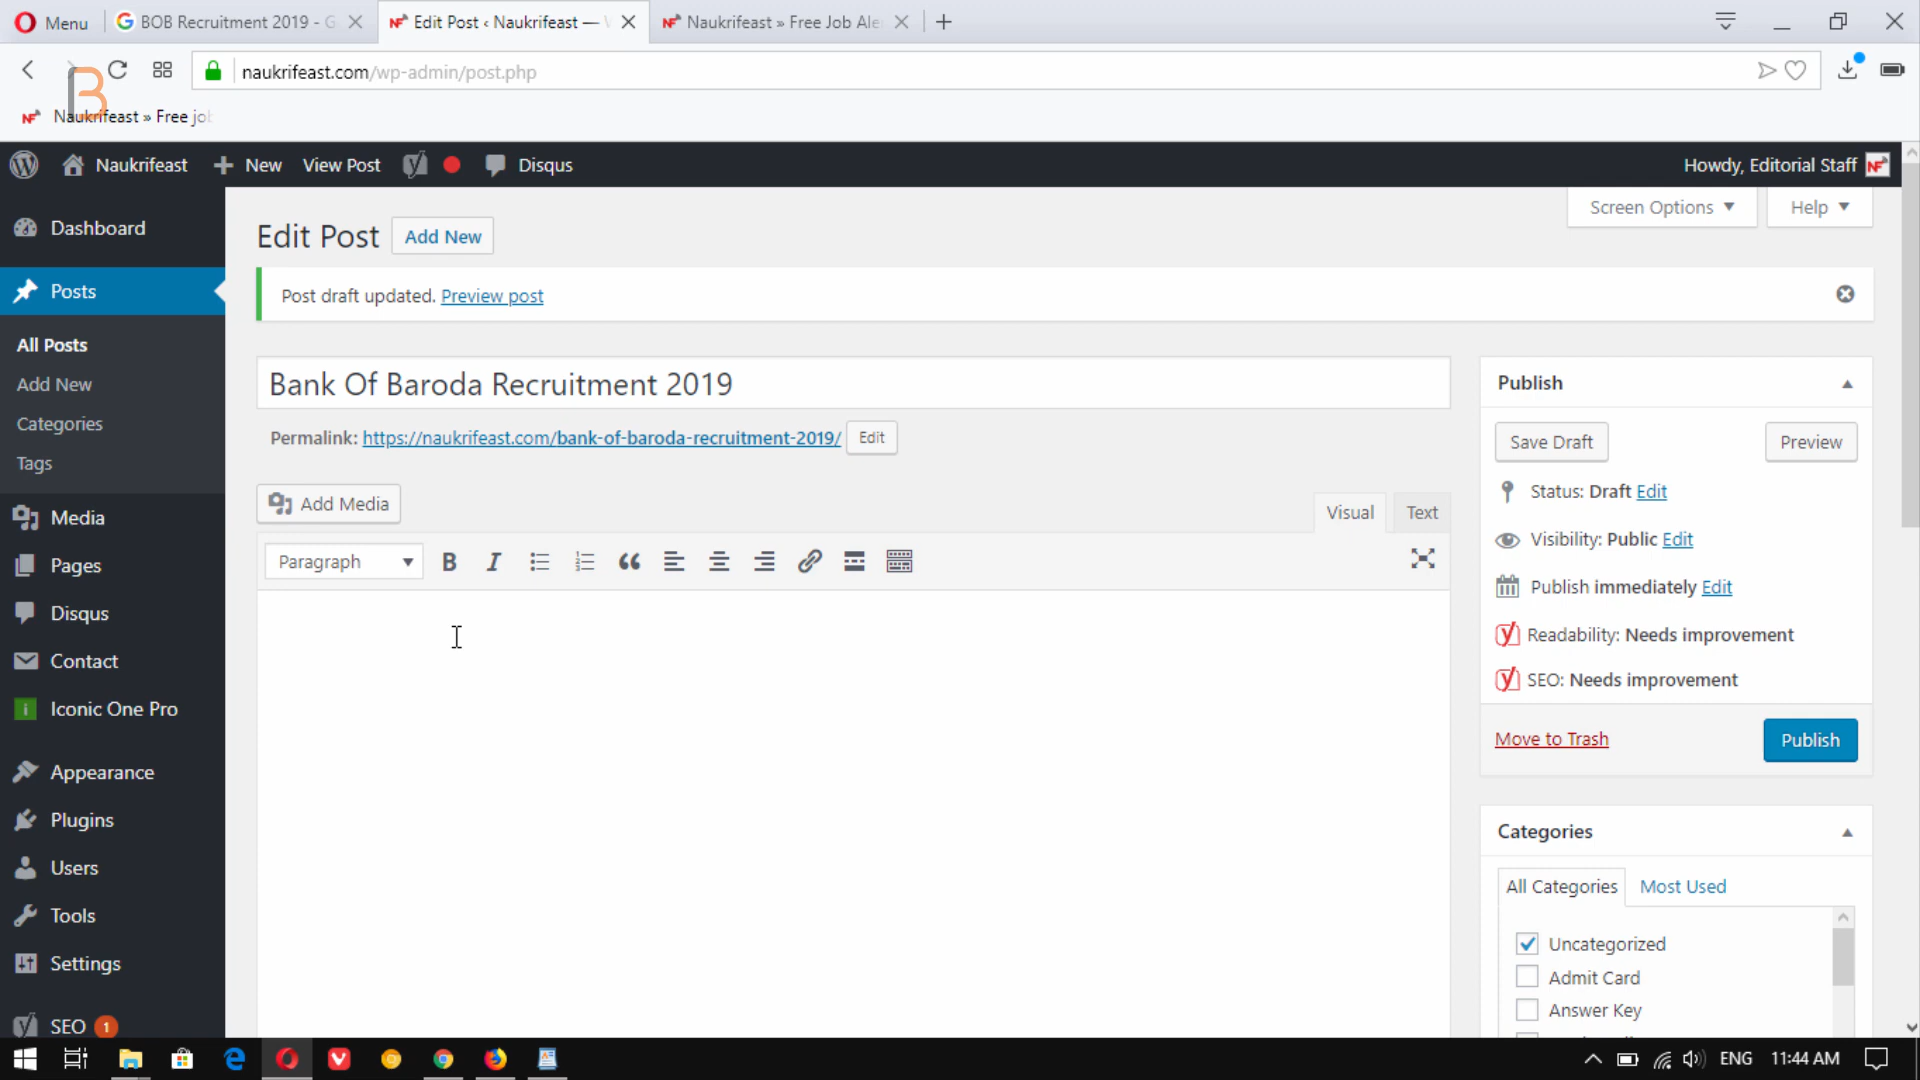 Menu
BOB Recruitment 2019 - G
Edit Post ‹ Naukrifeast —
Naukrifeast » Free Job Ale
naukrifeast.com/wp-admin/post.php
B
NF Naukrifeast » Free job
Naukrifeast
New
View Post
Disqus
Howdy, Editorial Staff NF
Dashboard
Posts
All Posts
Add New
Categories
Tags
Media
Pages
Disqus
Contact
Iconic One Pro
Appearance
Plugins
Users
Tools
Settings
SEO 1
Screen Options
Help
Edit Post
Add New
Post draft updated. Preview post
Bank Of Baroda Recruitment 2019
Permalink: https://naukrifeast.com/bank-of-baroda-recruitment-2019/ Edit
Add Media
Visual
Text
Paragraph
B I
Publish
Save Draft
Preview
Status: Draft Edit
Visibility: Public Edit
Publish immediately Edit
Readability: Needs improvement
SEO: Needs improvement
Move to Trash
Publish
Categories
All Categories
Most Used
Uncategorized
Admit Card
Answer Key
ENG
11:44 AM